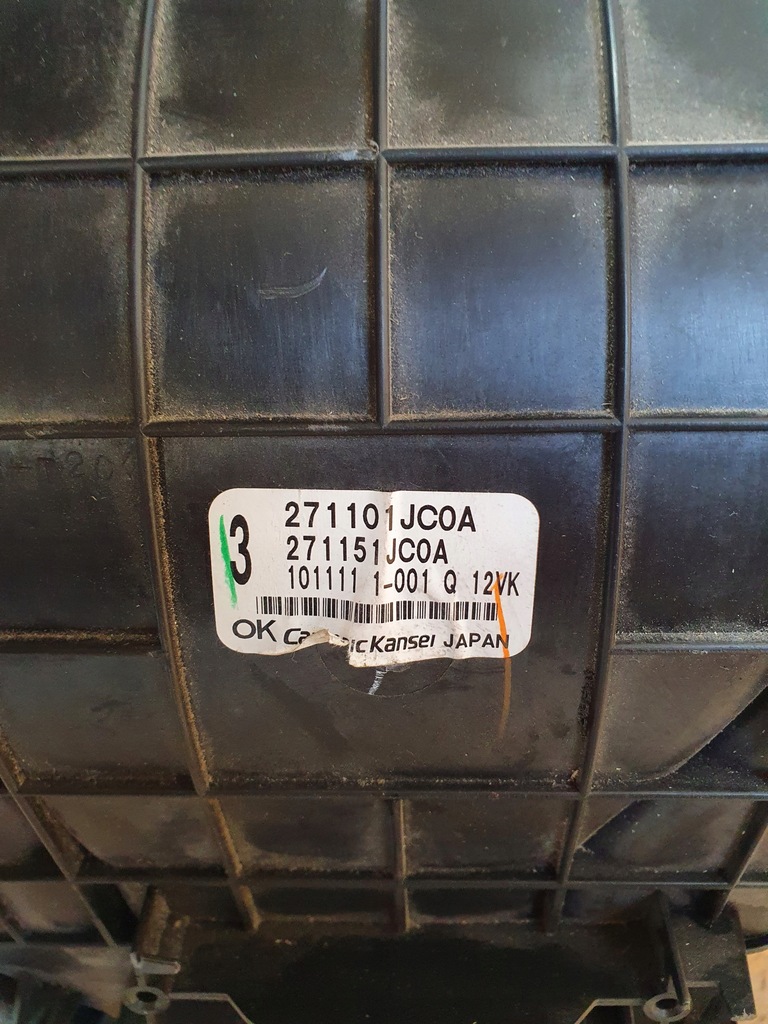 3
271101JC0A
271151JC0A
101111 1-001 Q 12VK
OK Kansei JAPAN